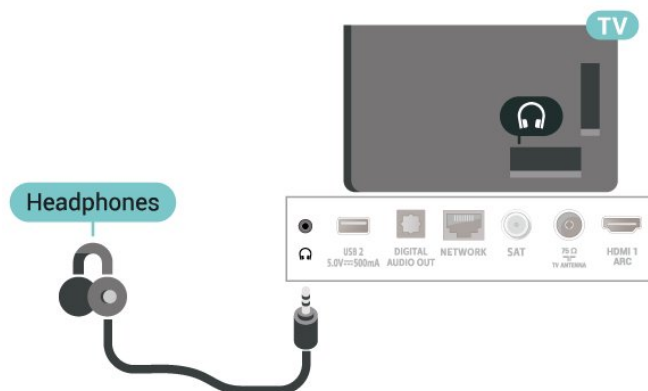 TV
Headphones
USB 2
5.0V⎓500mA
DIGITAL
AUDIO OUT
NETWORK
SAT
75 Ω
TV ANTENNA
HDMI 1
ARC